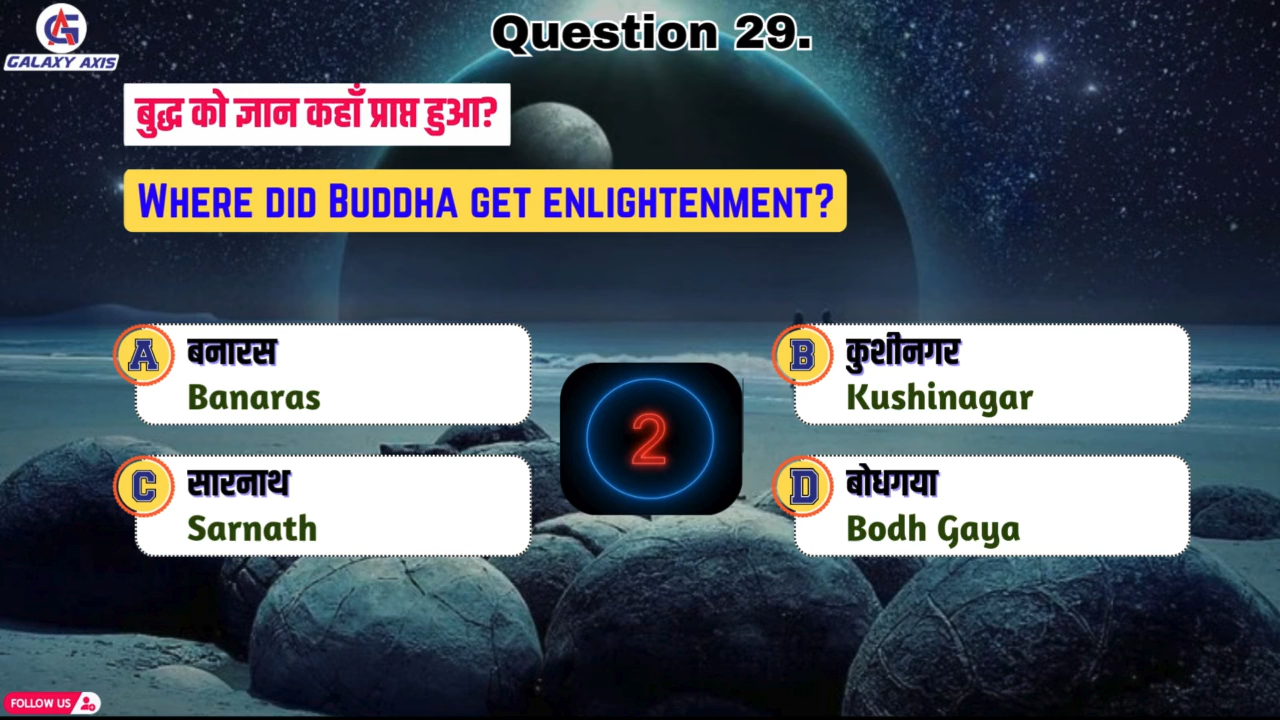 GALAXY AXIS
Question 29.
बुद्ध को ज्ञान कहाँ प्राप्त हुआ?
WHERE DID BUDDHA GET ENLIGHTENMENT?
A बनारस
Banaras
B कुशीनगर
Kushinagar
2
C सारनाथ
Sarnath
D बोधगया
Bodh Gaya
FOLLOW US